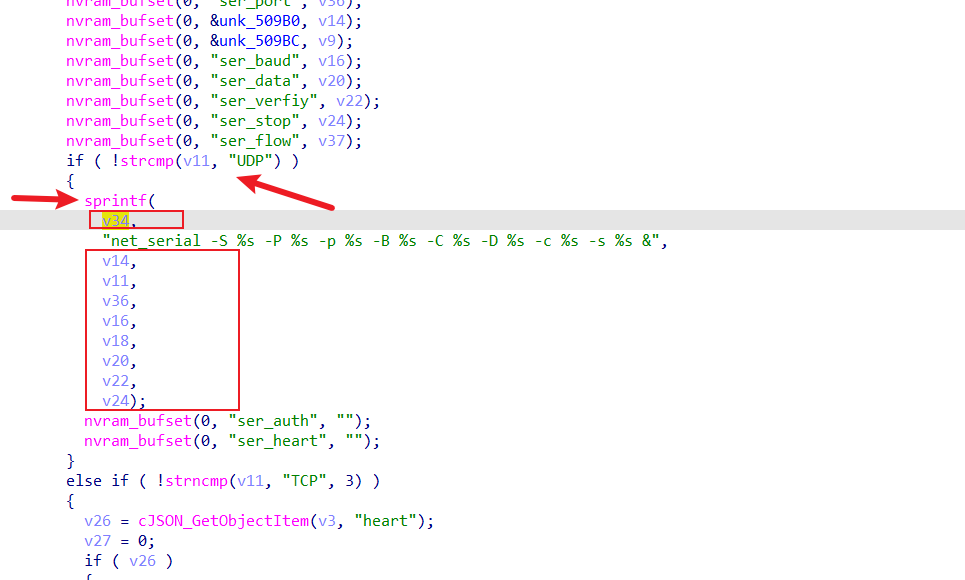 nvram_bufset(0, "ser_port", v36);
nvram_bufset(0, &unk_509B0, v14);
nvram_bufset(0, &unk_509BC, v9);
nvram_bufset(0, "ser_baud", v16);
nvram_bufset(0, "ser_data", v20);
nvram_bufset(0, "ser_verfiy", v22);
nvram_bufset(0, "ser_stop", v24);
nvram_bufset(0, "ser_flow", v37);
if ( !strcmp(v11, "UDP") )
{
sprintf(
v34,
"net_serial -S %s -P %s -p %s -B %s -C %s -D %s -c %s -s %s &",
v14,
v11,
v36,
v16,
v18,
v20,
v22,
v24);
nvram_bufset(0, "ser_auth", "");
nvram_bufset(0, "ser_heart", "");
}
else if ( !strncmp(v11, "TCP", 3) )
{
v26 = cJSON_GetObjectItem(v3, "heart");
v27 = 0;
if ( v26 )
{